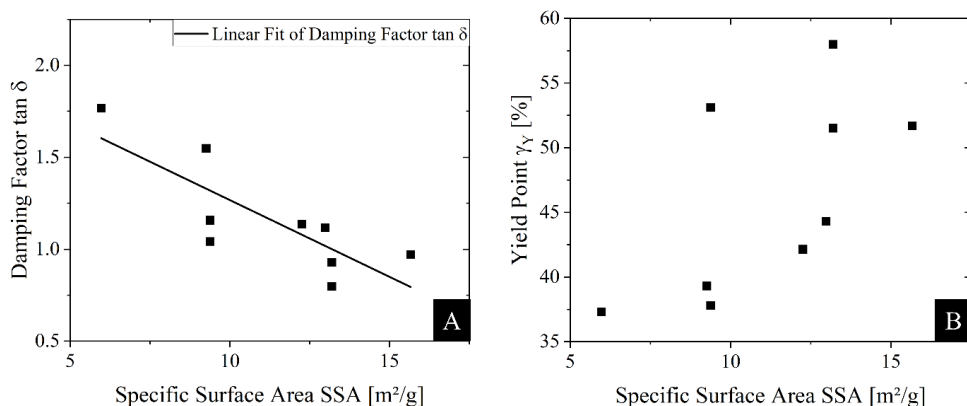 Linear Fit of Damping Factor tan δ
Damping Factor tan δ
2.0
1.5
1.0
0.5
5
10
15
Specific Surface Area SSA [m²/g]
A
Yield Point γY [%]
60
55
50
45
40
35
5
10
15
Specific Surface Area SSA [m²/g]
B